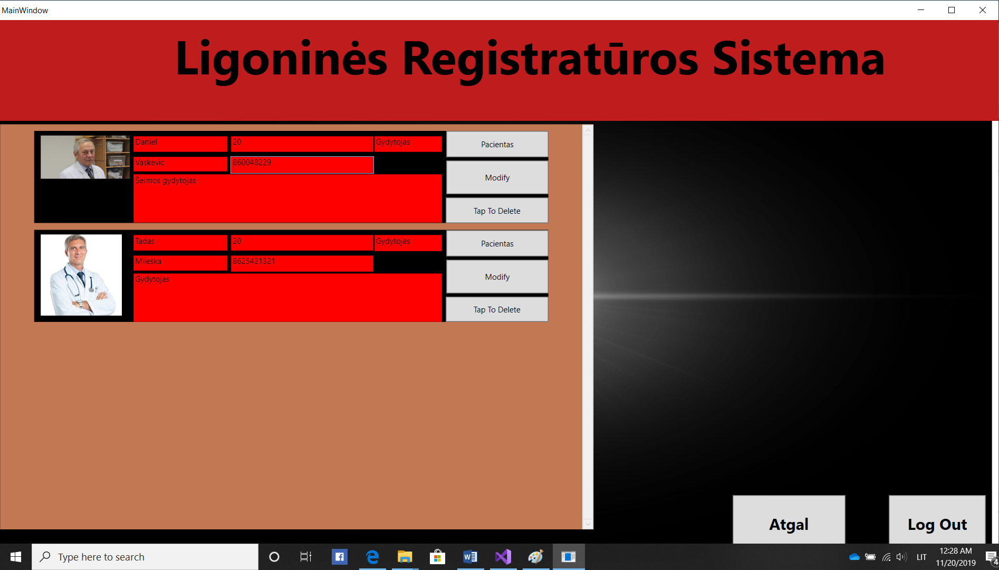 MainWindow
Ligoninės Registratūros Sistema
Daniel
20
Gydytojas
Pacientas
Vaskevic
860048229
Modify
Šeimos gydytojas
Tap To Delete
Tadas
20
Gydytojas
Pacientas
Mileska
8625421321
Modify
Gydytojas
Tap To Delete
Atgal
Log Out
Type here to search
LIT
12:28 AM
11/20/2019
4